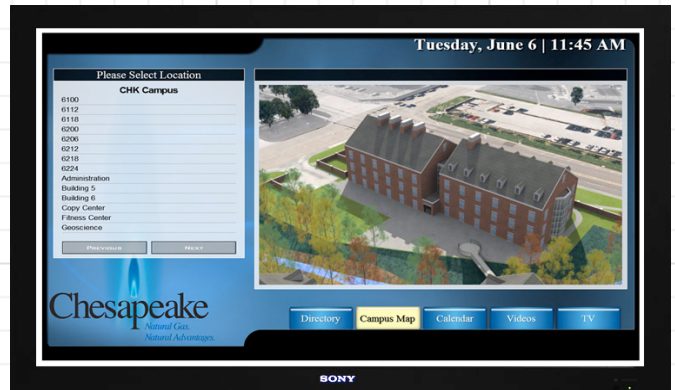 Tuesday, June 6 | 11:45 AM
Please Select Location
CHK Campus
6100
6112
6118
6200
6206
6212
6218
6224
Administration
Building 5
Building 6
Copy Center
Fitness Center
Geoscience
Previous Next
Chesapeake
Natural Gas.
Natural Advantages.
Directory Campus Map Calendar Videos TV
SONY